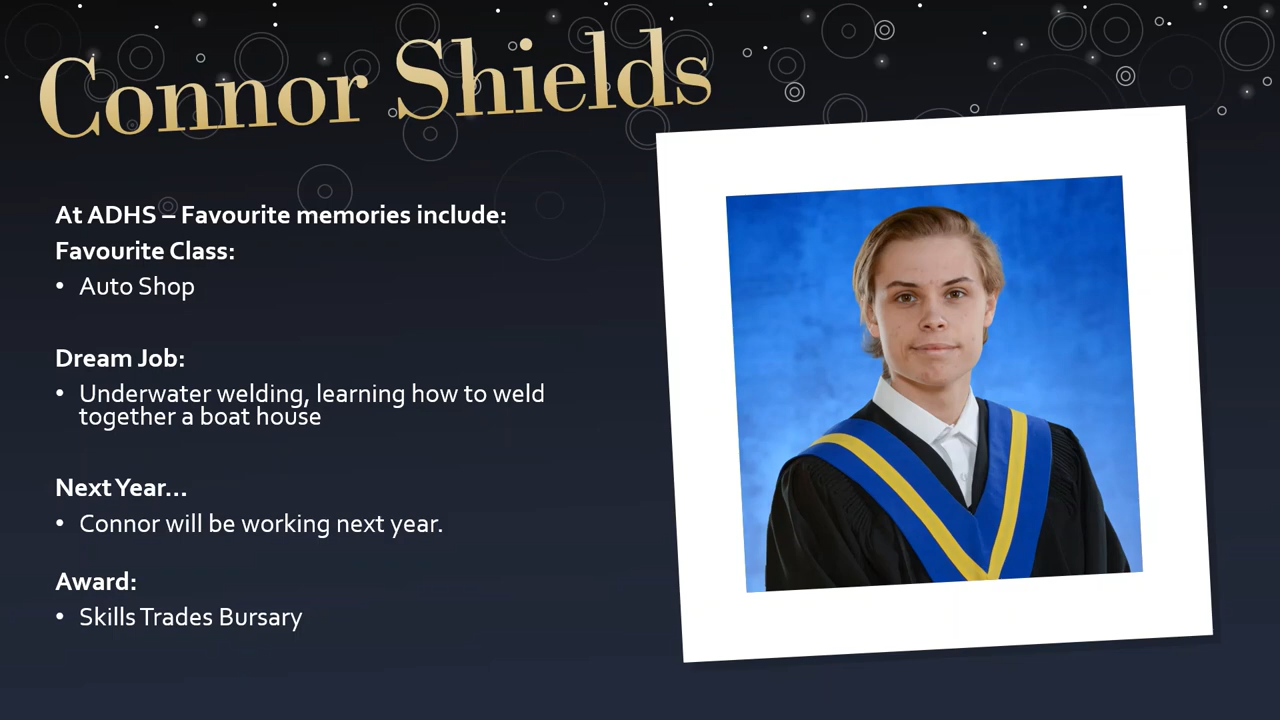 Connor Shields
At ADHS – Favourite memories include:
Favourite Class:
• Auto Shop
Dream Job:
• Underwater welding, learning how to weld
together a boat house
Next Year...
• Connor will be working next year.
Award:
• Skills Trades Bursary